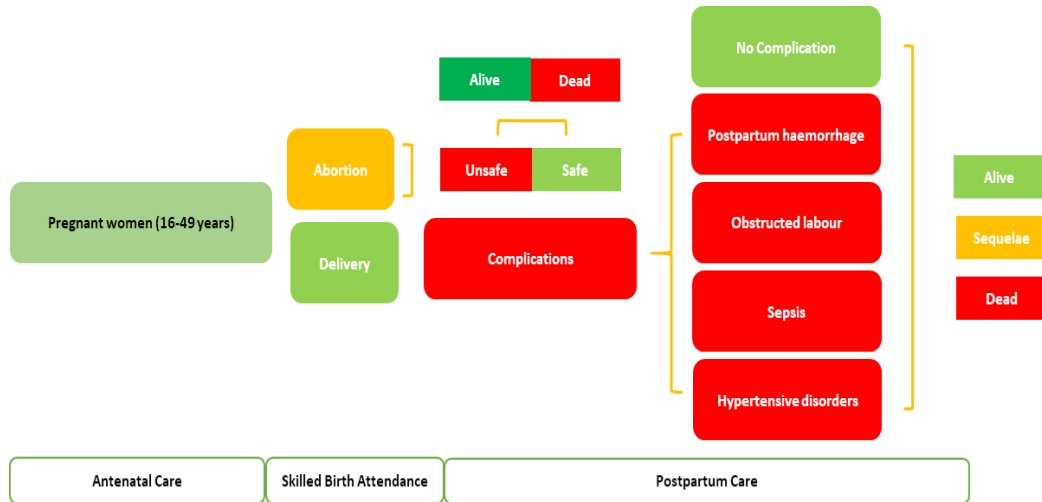 No Complication
Alive
Dead
Postpartum haemorrhage
Abortion
Unsafe
Safe
Alive
Pregnant women (16-49 years)
Obstructed labour
Sequelae
Delivery
Complications
Dead
Sepsis
Hypertensive disorders
Antenatal Care
Skilled Birth Attendance
Postpartum Care